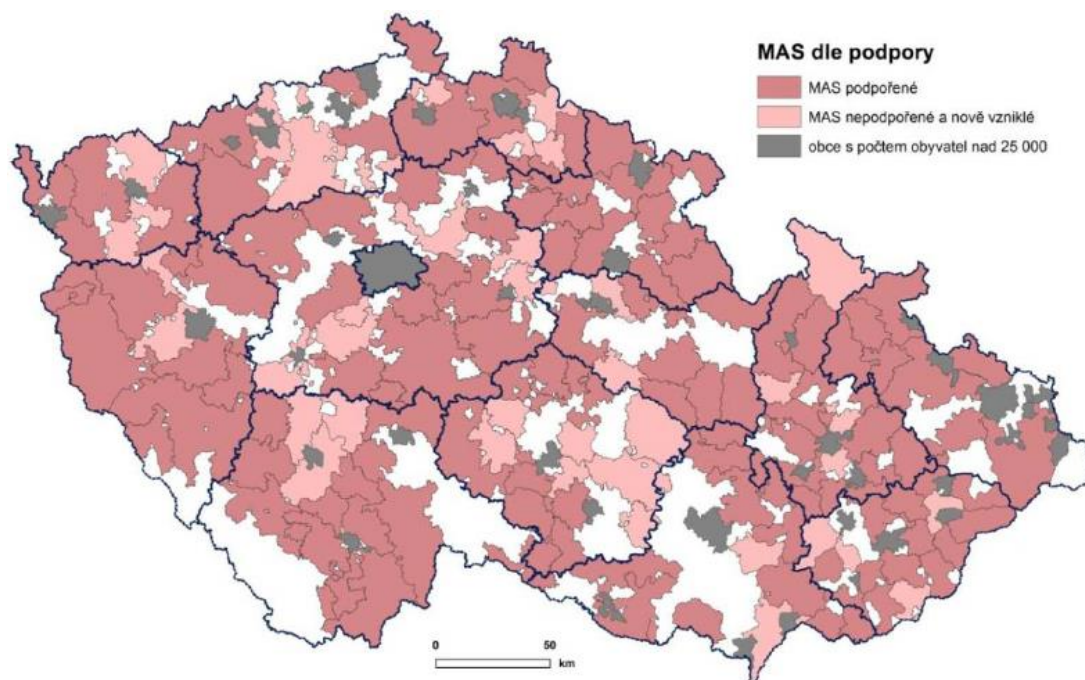 MAS dle podpory
MAS podpořené
MAS nepodpořené a nově vzniklé
obce s počtem obyvatel nad 25 000
0 50
km